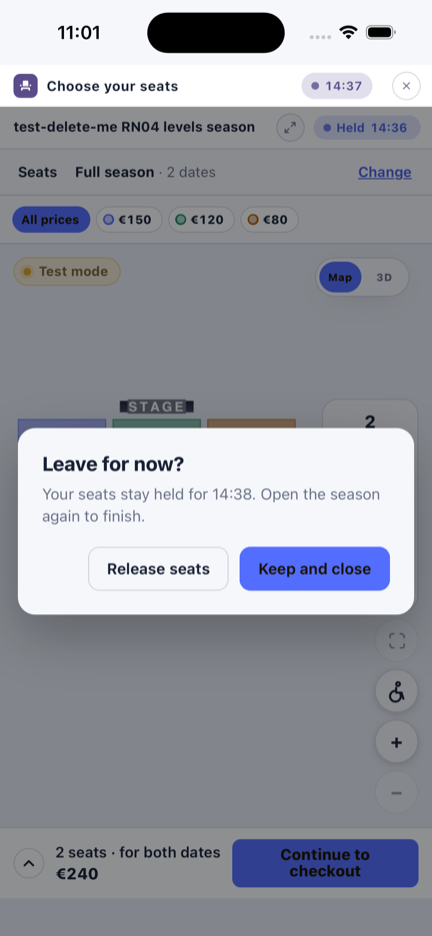 11:01
Choose your seats
14:37
test-delete-me RN04 levels season
Held 14:36
Seats Full season · 2 dates
Change
All prices
€150
€120
€80
Test mode
Map
3D
STAGE
2
Leave for now?
Your seats stay held for 14:38. Open the season
again to finish.
Release seats
Keep and close
2 seats · for both dates
€240
Continue to
checkout